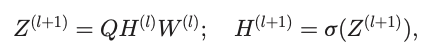 Z^{(l+1)} = QH^{(l)}W^{(l)}; H^{(l+1)} = σ(Z^{(l+1)}),